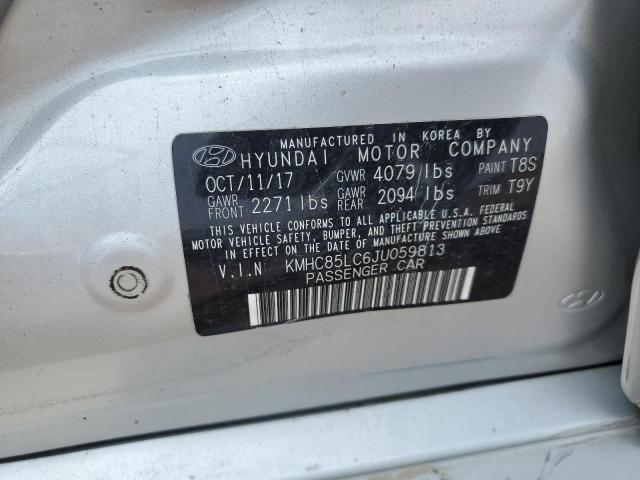 MANUFACTURED IN KOREA BY
HYUNDAI MOTOR COMPANY
OCT/11/17 GVWR 4079 lbs PAINT T8S
GAWR FRONT 2271 lbs GAWR REAR 2094 lbs TRIM T9Y
THIS VEHICLE CONFORMS TO ALL APPLICABLE U.S.A. FEDERAL
MOTOR VEHICLE SAFETY, BUMPER, AND THEFT PREVENTION STANDARDS
IN EFFECT ON THE DATE OF MANUFACTURE SHOWN ABOVE.
V.I.N KMHC85LC6JU059813
PASSENGER CAR